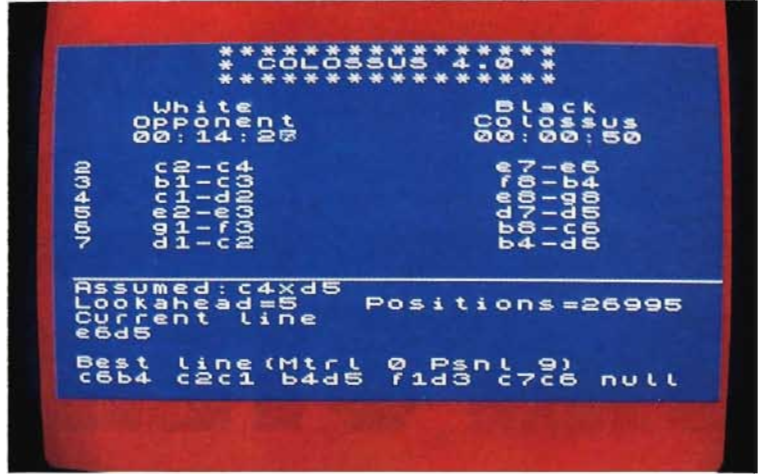 * * * * * * * * * * * * * * * *
* COLOSSUS 4.0 *
* * * * * * * * * * * * * * * *
White Black
Opponent Colossus
00:14:20 00:00:50
2 c2-c4 e7-e6
3 b1-c3 f8-b4
4 c1-d2 e8-g8
5 e2-e3 d7-d5
6 g1-f3 b8-c6
7 d1-c2 b4-d6
Assumed:c4xd5
Lookahead=5 Positions=26995
Current line
e6d5
Best line(Mtrl 0 Psnl 9)
c6b4 c2c1 b4d5 f1d3 c7c6 null